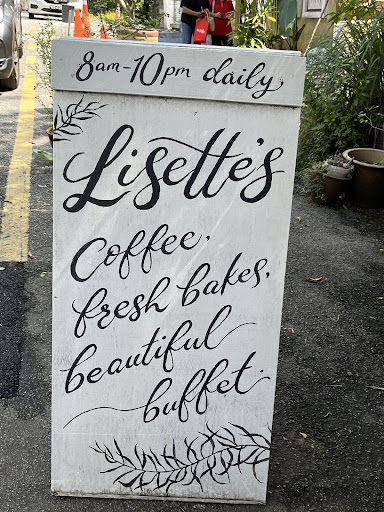 8am-10pm daily
Lisette's
Coffee,
fresh bakes,
beautiful
buffet.